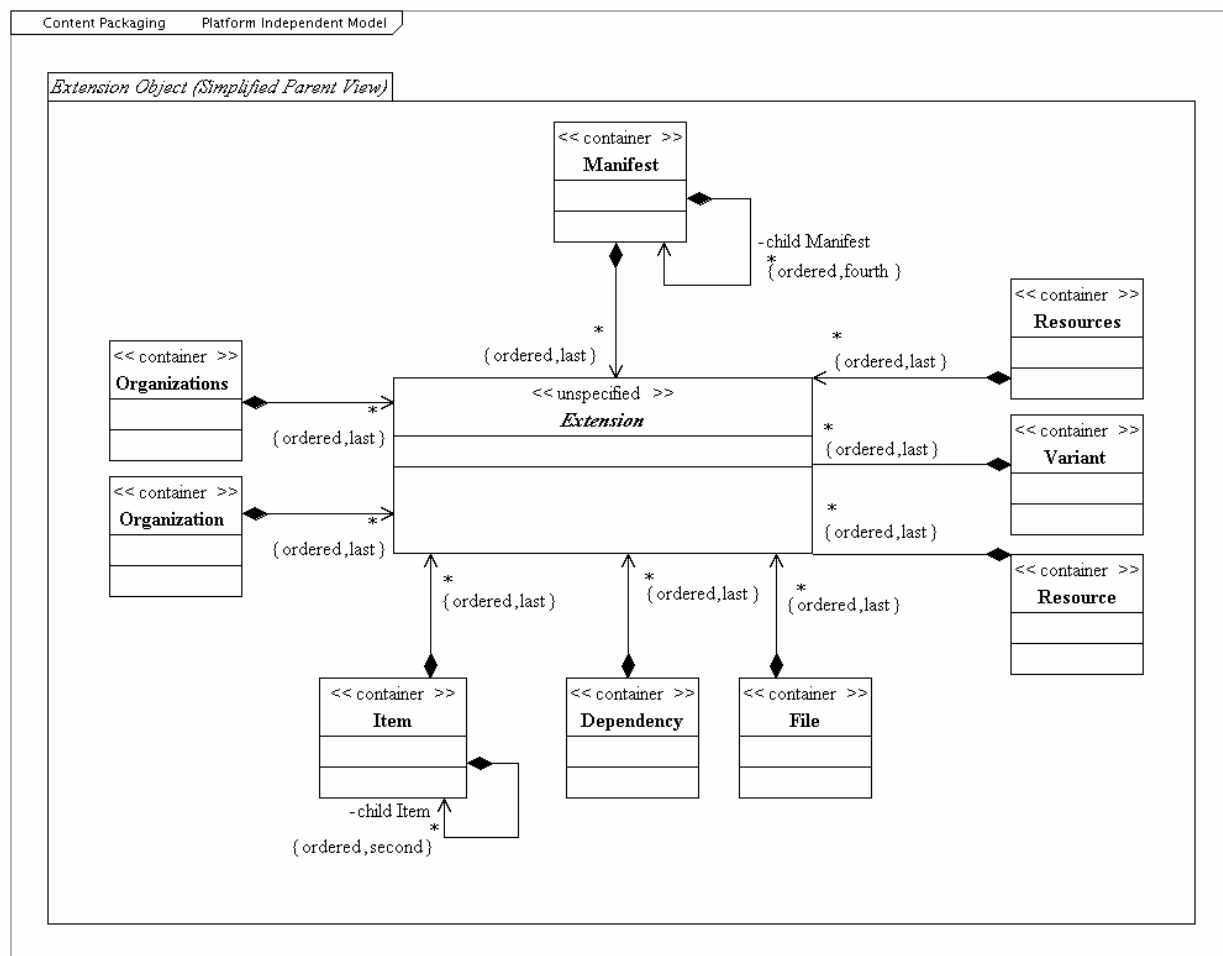 Content Packaging Platform Independent Model
Extension Object (Simplified Parent View)
<< container >>
Manifest
-child Manifest
*
{ordered,fourth }
*
{ordered,last }
<< container >>
Resources
*
{ordered,last }
<< container >>
Organizations
*
{ordered,last }
<< unspecified >>
Extension
<< container >>
Variant
*
{ordered,last }
<< container >>
Organization
*
{ordered,last }
*
{ordered,last }
<< container >>
Resource
*
{ordered,last }
*
{ordered,last }
*
{ordered,last }
<< container >>
Item
-child Item
*
{ordered,second}
<< container >>
Dependency
<< container >>
File